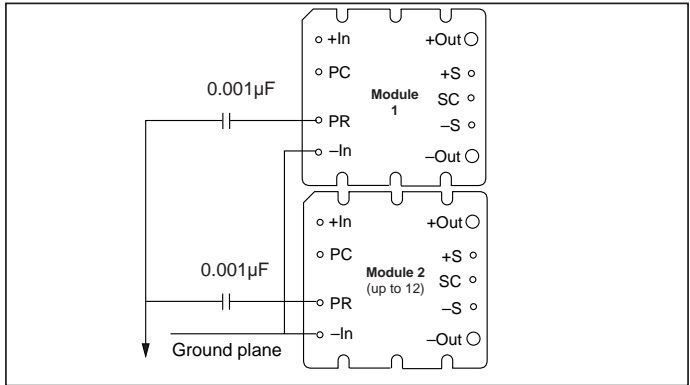 +In
+Out
PC
+S
0.001µF
Module
1
SC
PR
–S
–In
–Out
+In
+Out
PC
+S
0.001µF
Module 2
(up to 12)
SC
PR
–S
–In
–Out
Ground plane